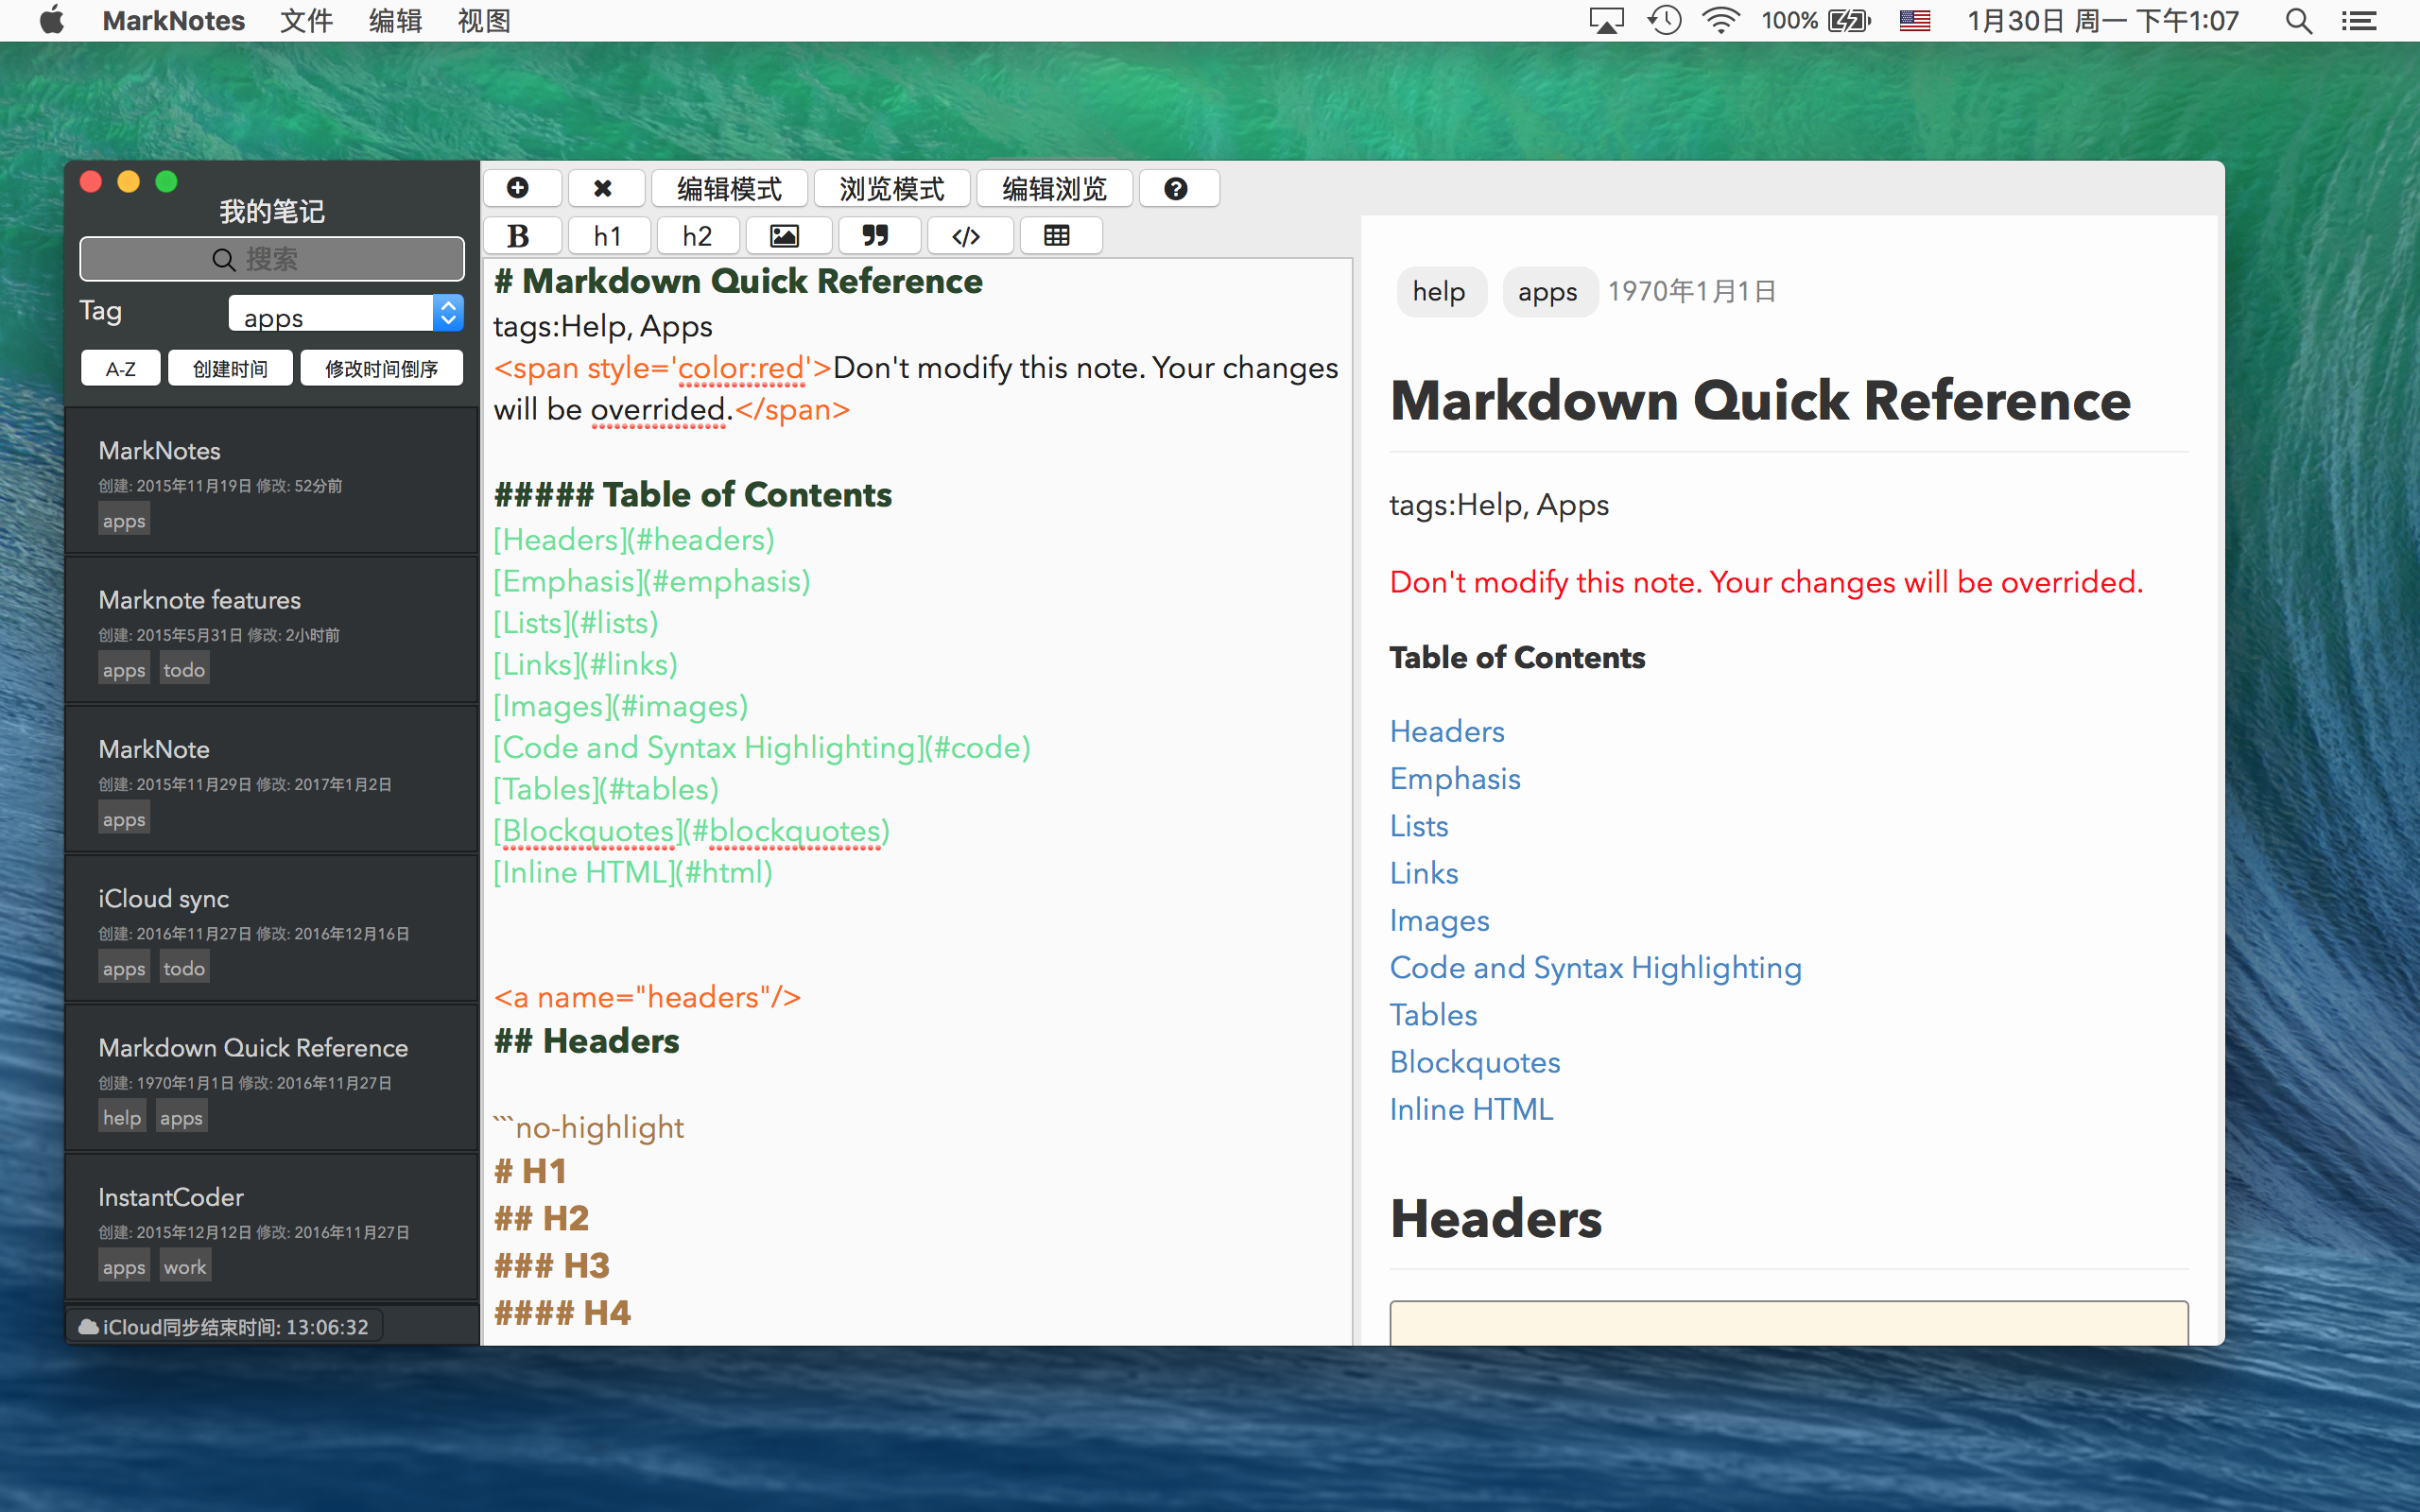 MarkNotes 文件 编辑 视图 100% 1月30日 周一 下午1:07
我的笔记
搜索
Tag apps
A-Z 创建时间 修改时间倒序
MarkNotes
创建: 2015年11月19日 修改: 52分前
apps
Marknote features
创建: 2015年5月31日 修改: 2小时前
apps todo
MarkNote
创建: 2015年11月29日 修改: 2017年1月2日
apps
iCloud sync
创建: 2016年11月27日 修改: 2016年12月16日
apps todo
Markdown Quick Reference
创建: 1970年1月1日 修改: 2016年11月27日
help apps
InstantCoder
创建: 2015年12月12日 修改: 2016年11月27日
apps work
iCloud同步结束时间: 13:06:32
编辑模式 浏览模式 编辑浏览
B h1 h2
# Markdown Quick Reference
tags:Help, Apps
<span style='color:red'>Don't modify this note. Your changes
will be overrided.</span>
##### Table of Contents
[Headers](#headers)
[Emphasis](#emphasis)
[Lists](#lists)
[Links](#links)
[Images](#images)
[Code and Syntax Highlighting](#code)
[Tables](#tables)
[Blockquotes](#blockquotes)
[Inline HTML](#html)
<a name="headers"/>
## Headers
```no-highlight
# H1
## H2
### H3
#### H4
help apps 1970年1月1日
Markdown Quick Reference
tags:Help, Apps
Don't modify this note. Your changes will be overrided.
Table of Contents
Headers
Emphasis
Lists
Links
Images
Code and Syntax Highlighting
Tables
Blockquotes
Inline HTML
Headers